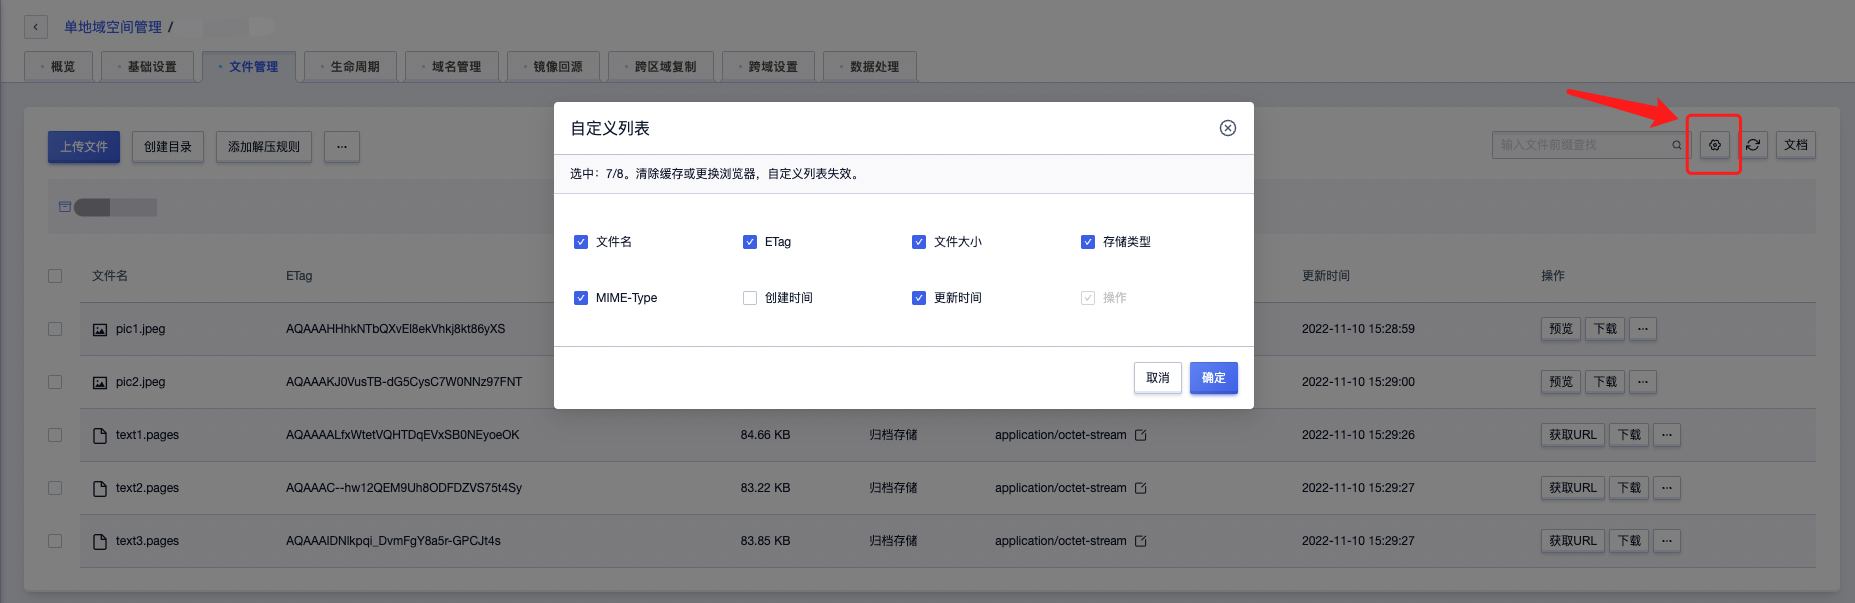 单地域空间管理 /
概览 基础设置 文件管理 生命周期 域名管理 镜像回源 跨区域复制 跨域设置 数据处理
上传文件 创建目录 添加解压规则 ... 输入文件前缀查找 文档
自定义列表
选中：7/8。清除缓存或更换浏览器，自定义列表失效。
文件名 ETag 文件大小 存储类型
MIME-Type 创建时间 更新时间 操作
取消 确定
文件名 ETag 更新时间 操作
pic1.jpeg AQAAAHHhkNTbQXvEl8ekVhkj8kt86yXS 2022-11-10 15:28:59 预览 下载 ...
pic2.jpeg AQAAAKJ0VusTB-dG5CysC7W0NNz97FNT 2022-11-10 15:29:00 预览 下载 ...
text1.pages AQAAAALfxWtetVQHTDqEVxSB0NEyoeOK 84.66 KB 归档存储 application/octet-stream 2022-11-10 15:29:26 获取URL 下载 ...
text2.pages AQAAAC--hw12QEM9Uh8ODFDZVS75t4Sy 83.22 KB 归档存储 application/octet-stream 2022-11-10 15:29:27 获取URL 下载 ...
text3.pages AQAAAIDNlkpqi_DvmFgY8a5r-GPCJt4s 83.85 KB 归档存储 application/octet-stream 2022-11-10 15:29:27 获取URL 下载 ...